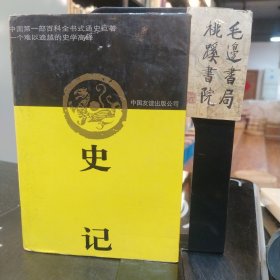 中国第一部百科全书式通史巨著
一个难以逾越的史学高峰
中国友谊出版公司
史
记
毛边书局
桃蹊书院